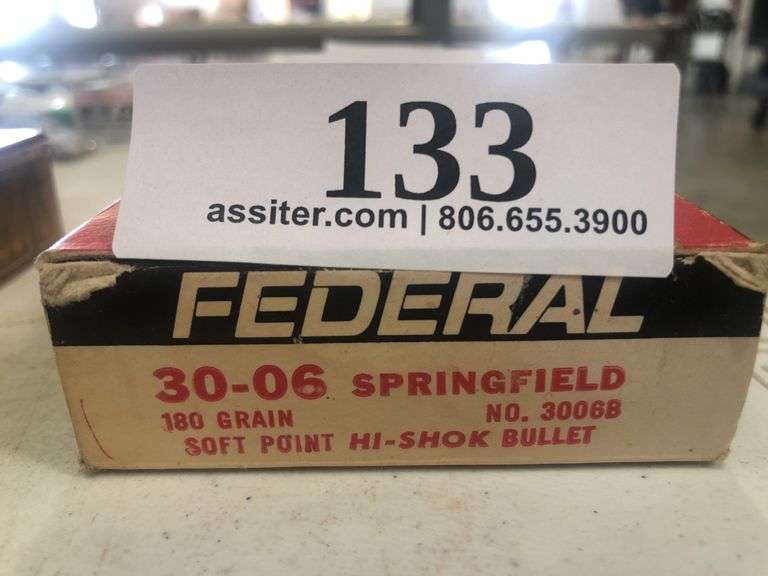 133
assiter.com | 806.655.3900
FEDERAL
30-06 SPRINGFIELD
180 GRAIN NO. 3006B
SOFT POINT HI-SHOK BULLET